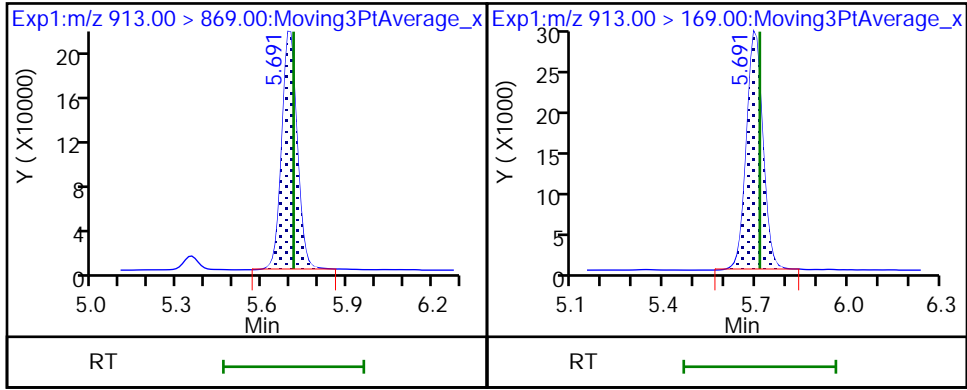 Exp1:m/z 913.00 > 869.00:Moving3PtAverage_x
5.691
Y ( X10000)
20
16
12
8
4
0
5.0 5.3 5.6 5.9 6.2
Min
RT
Exp1:m/z 913.00 > 169.00:Moving3PtAverage_x
5.691
Y ( X1000)
30
25
20
15
10
5
0
5.1 5.4 5.7 6.0 6.3
Min
RT